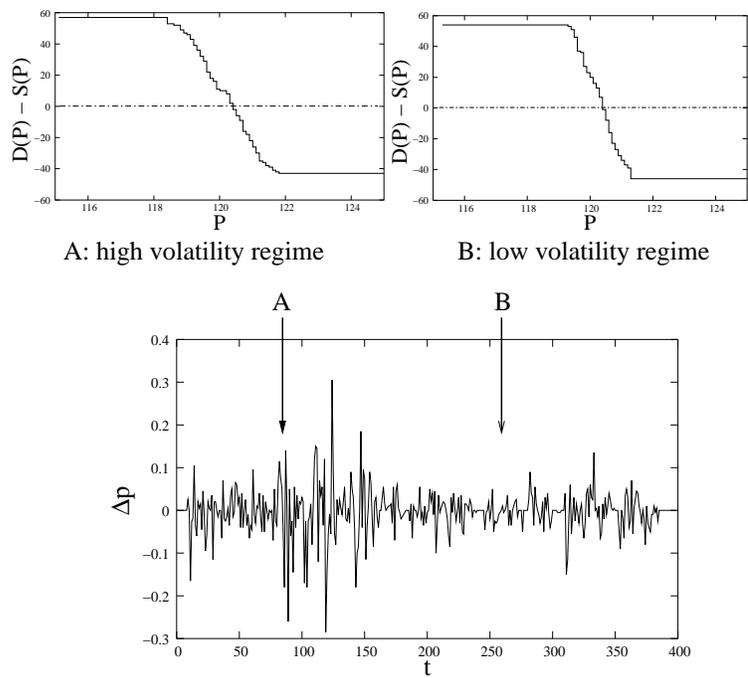 60
40
20
0
−20
−40
−60
D(P) − S(P)
116 118 120 122 124
P
A: high volatility regime
60
40
20
0
−20
−40
−60
D(P) − S(P)
116 118 120 122 124
P
B: low volatility regime
A B
0.4
0.3
0.2
0.1
0
−0.1
−0.2
−0.3
Δp
0 50 100 150 200 250 300 350 400
t